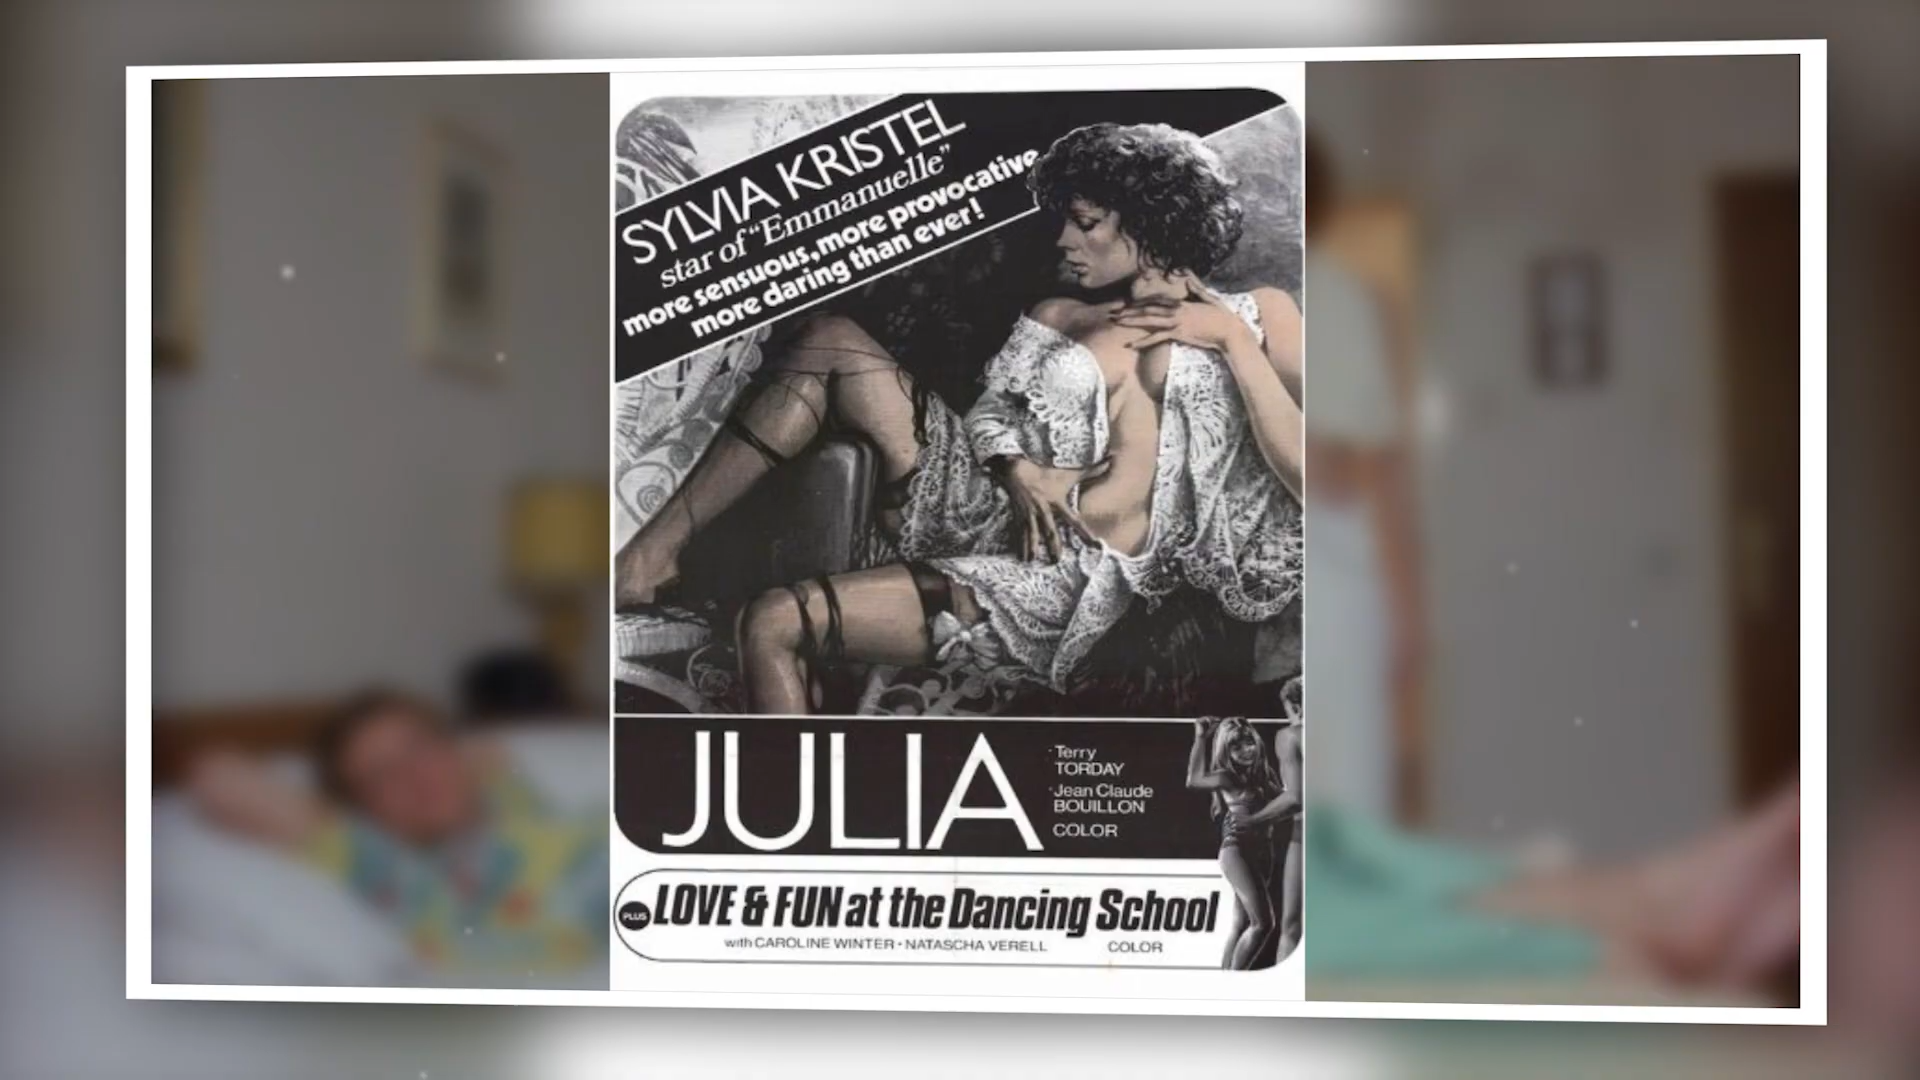 SYLVIA KRISTEL
star of "Emmanuelle"
more sensuous, more provocative,
more daring than ever!
JULIA
Terry
TORDAY
Jean Claude
BOUILLON
COLOR
PLUS LOVE & FUN at the Dancing School
with CAROLINE WINTER • NATASCHA VERELL COLOR